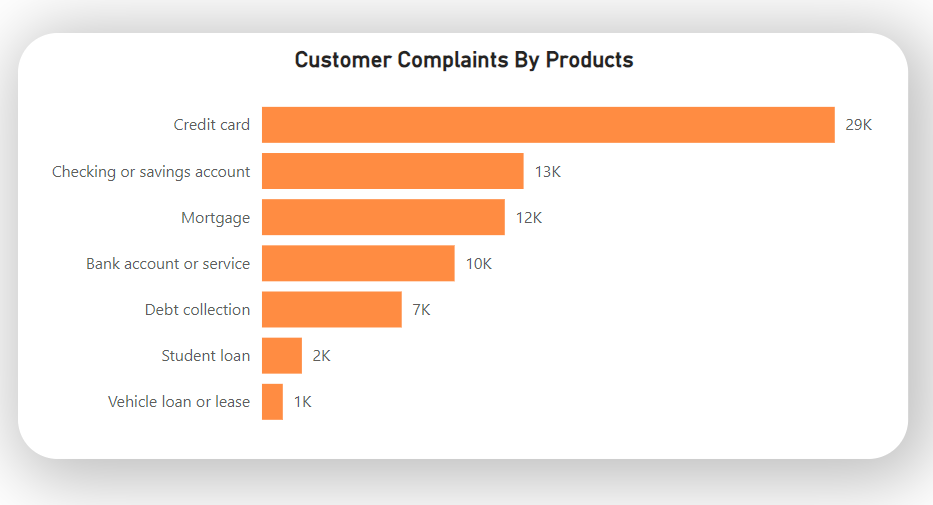 Customer Complaints By Products
Credit card 29K
Checking or savings account 13K
Mortgage 12K
Bank account or service 10K
Debt collection 7K
Student loan 2K
Vehicle loan or lease 1K